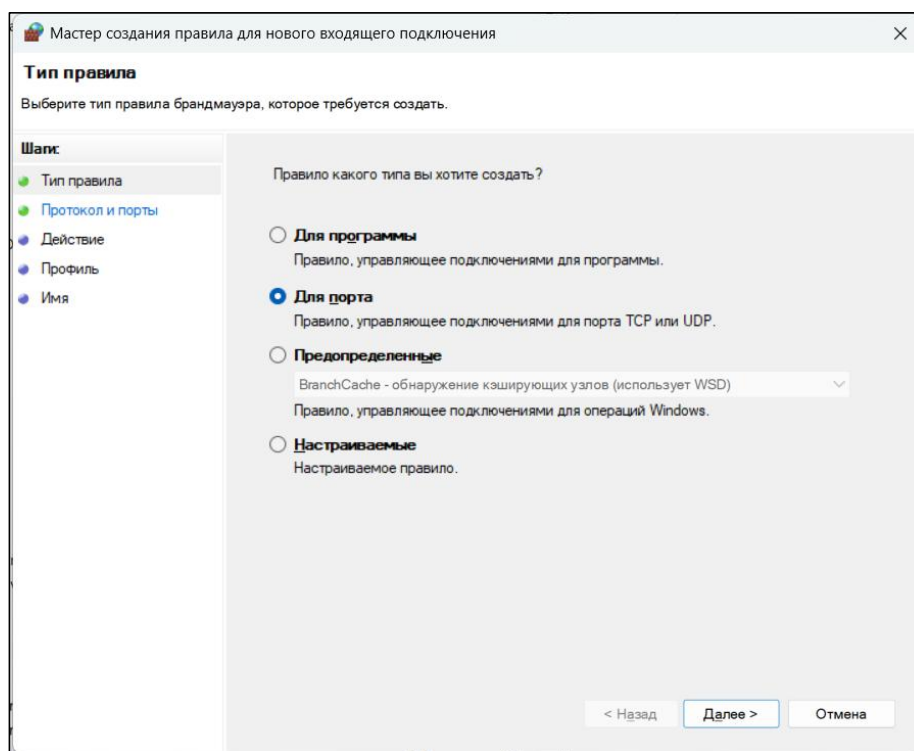 Мастер создания правила для нового входящего подключения
Тип правила
Выберите тип правила брандмауэра, которое требуется создать.
Шаги:
Тип правила
Протокол и порты
Действие
Профиль
Имя
Правило какого типа вы хотите создать?
Для программы
Правило, управляющее подключениями для программы.
Для порта
Правило, управляющее подключениями для порта TCP или UDP.
Предопределенные
BranchCache - обнаружение кэширующих узлов (использует WSD)
Правило, управляющее подключениями для операций Windows.
Настраиваемые
Настраиваемое правило.
< Назад
Далее >
Отмена